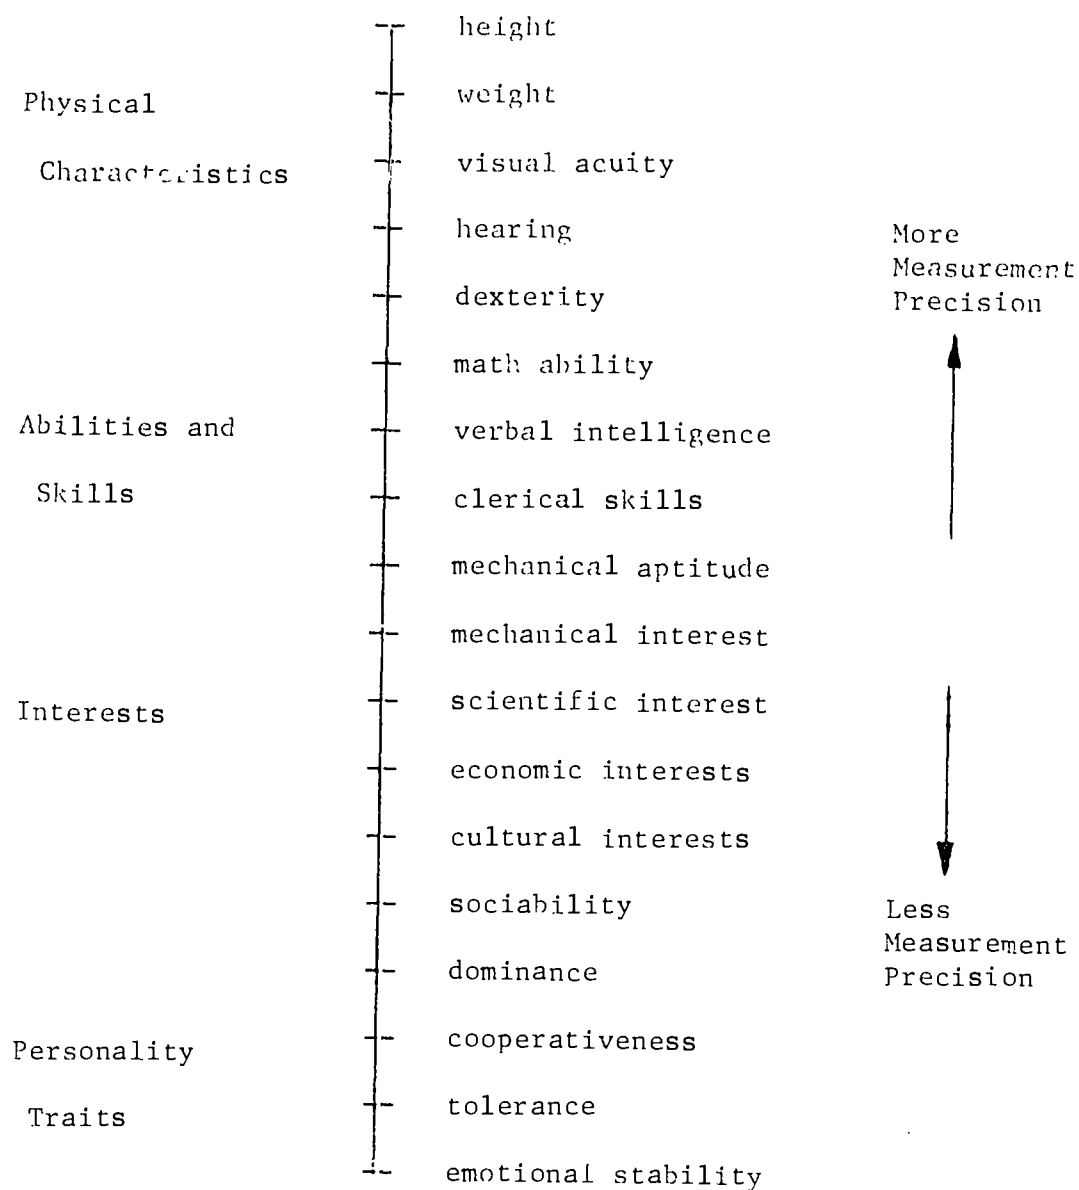 height
Physical
weight
Characteristics
visual acuity
hearing
More
Measurement
Precision
dexterity
math ability
Abilities and
verbal intelligence
Skills
clerical skills
mechanical aptitude
mechanical interest
Interests
scientific interest
economic interests
cultural interests
sociability
Less
Measurement
Precision
dominance
cooperativeness
Personality
Traits
tolerance
emotional stability